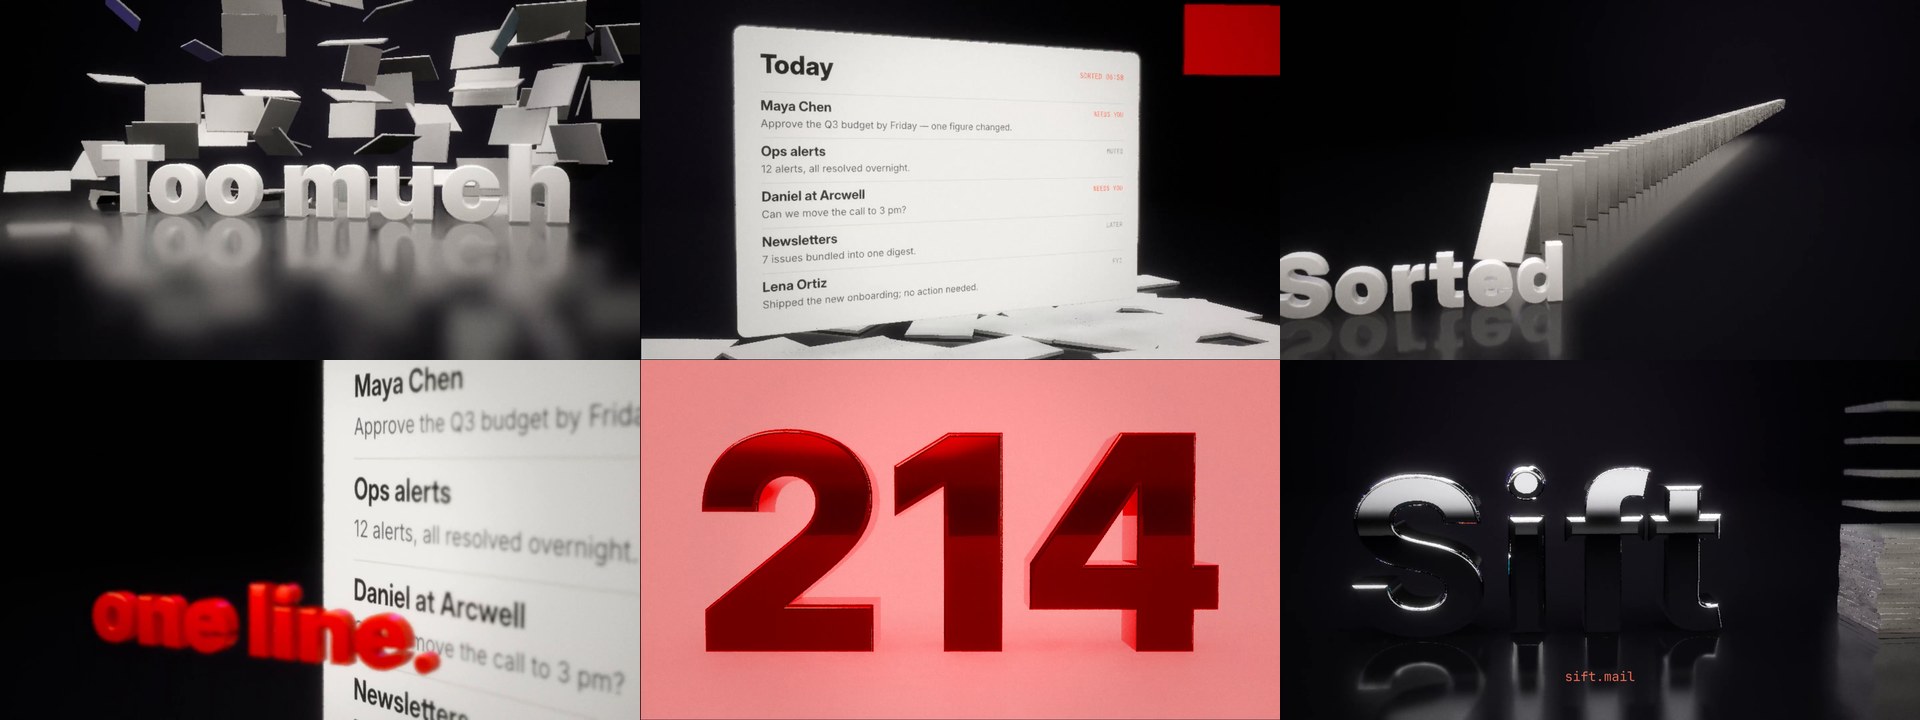 Too much
Today
SORTED 06:58
Maya Chen
NEEDS YOU
Approve the Q3 budget by Friday — one figure changed.
Ops alerts
MUTED
12 alerts, all resolved overnight.
Daniel at Arcwell
NEEDS YOU
Can we move the call to 3 pm?
Newsletters
LATER
7 issues bundled into one digest.
Lena Ortiz
FYI
Shipped the new onboarding; no action needed.
Sorted
Maya Chen
Approve the Q3 budget by
Ops alerts
12 alerts, all resolved overnight.
Daniel at Arcwell
move the call to 3 pm?
one line.
Newsletters
214
Sift
sift.mail